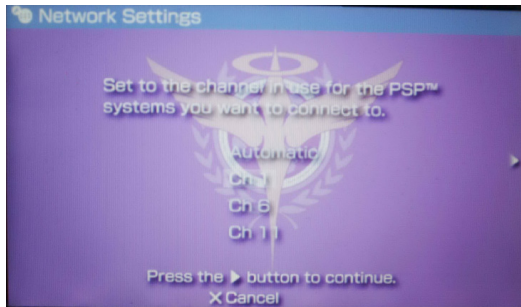 Network Settings
Set to the channel in use for the PSP™
systems you want to connect to.
Automatic
Ch 1
Ch 6
Ch 11
Press the ▶ button to continue.
✕ Cancel